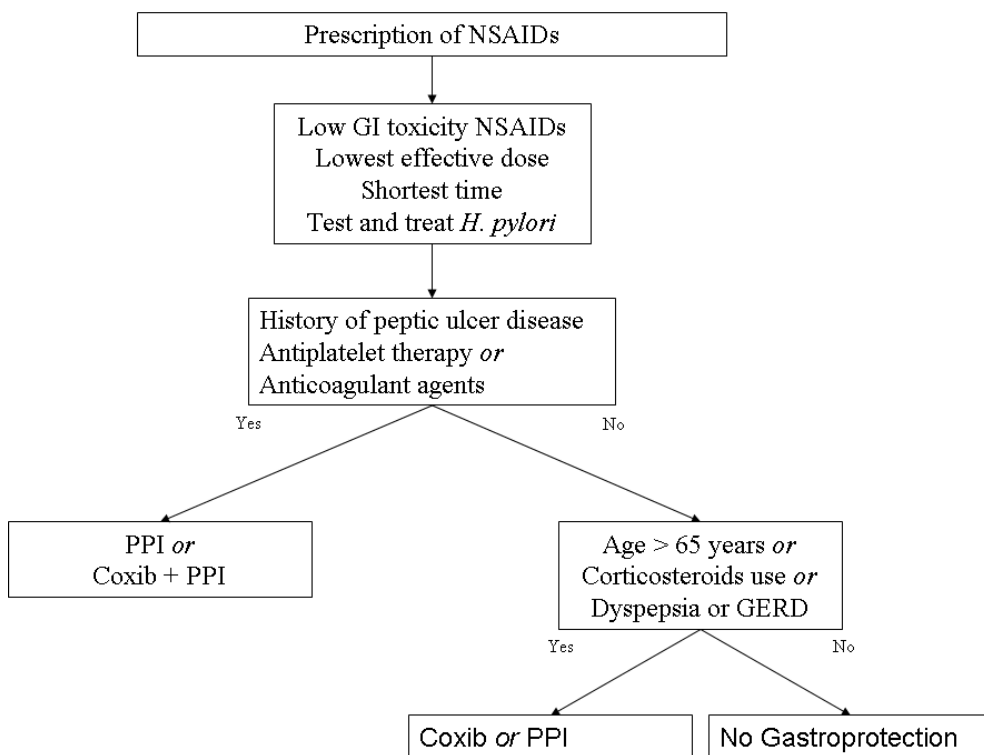 Prescription of NSAIDs
Low GI toxicity NSAIDs
Lowest effective dose
Shortest time
Test and treat H. pylori
History of peptic ulcer disease
Antiplatelet therapy or
Anticoagulant agents
Yes
No
PPI or
Coxib + PPI
Age > 65 years or
Corticosteroids use or
Dyspepsia or GERD
Yes
No
Coxib or PPI
No Gastroprotection